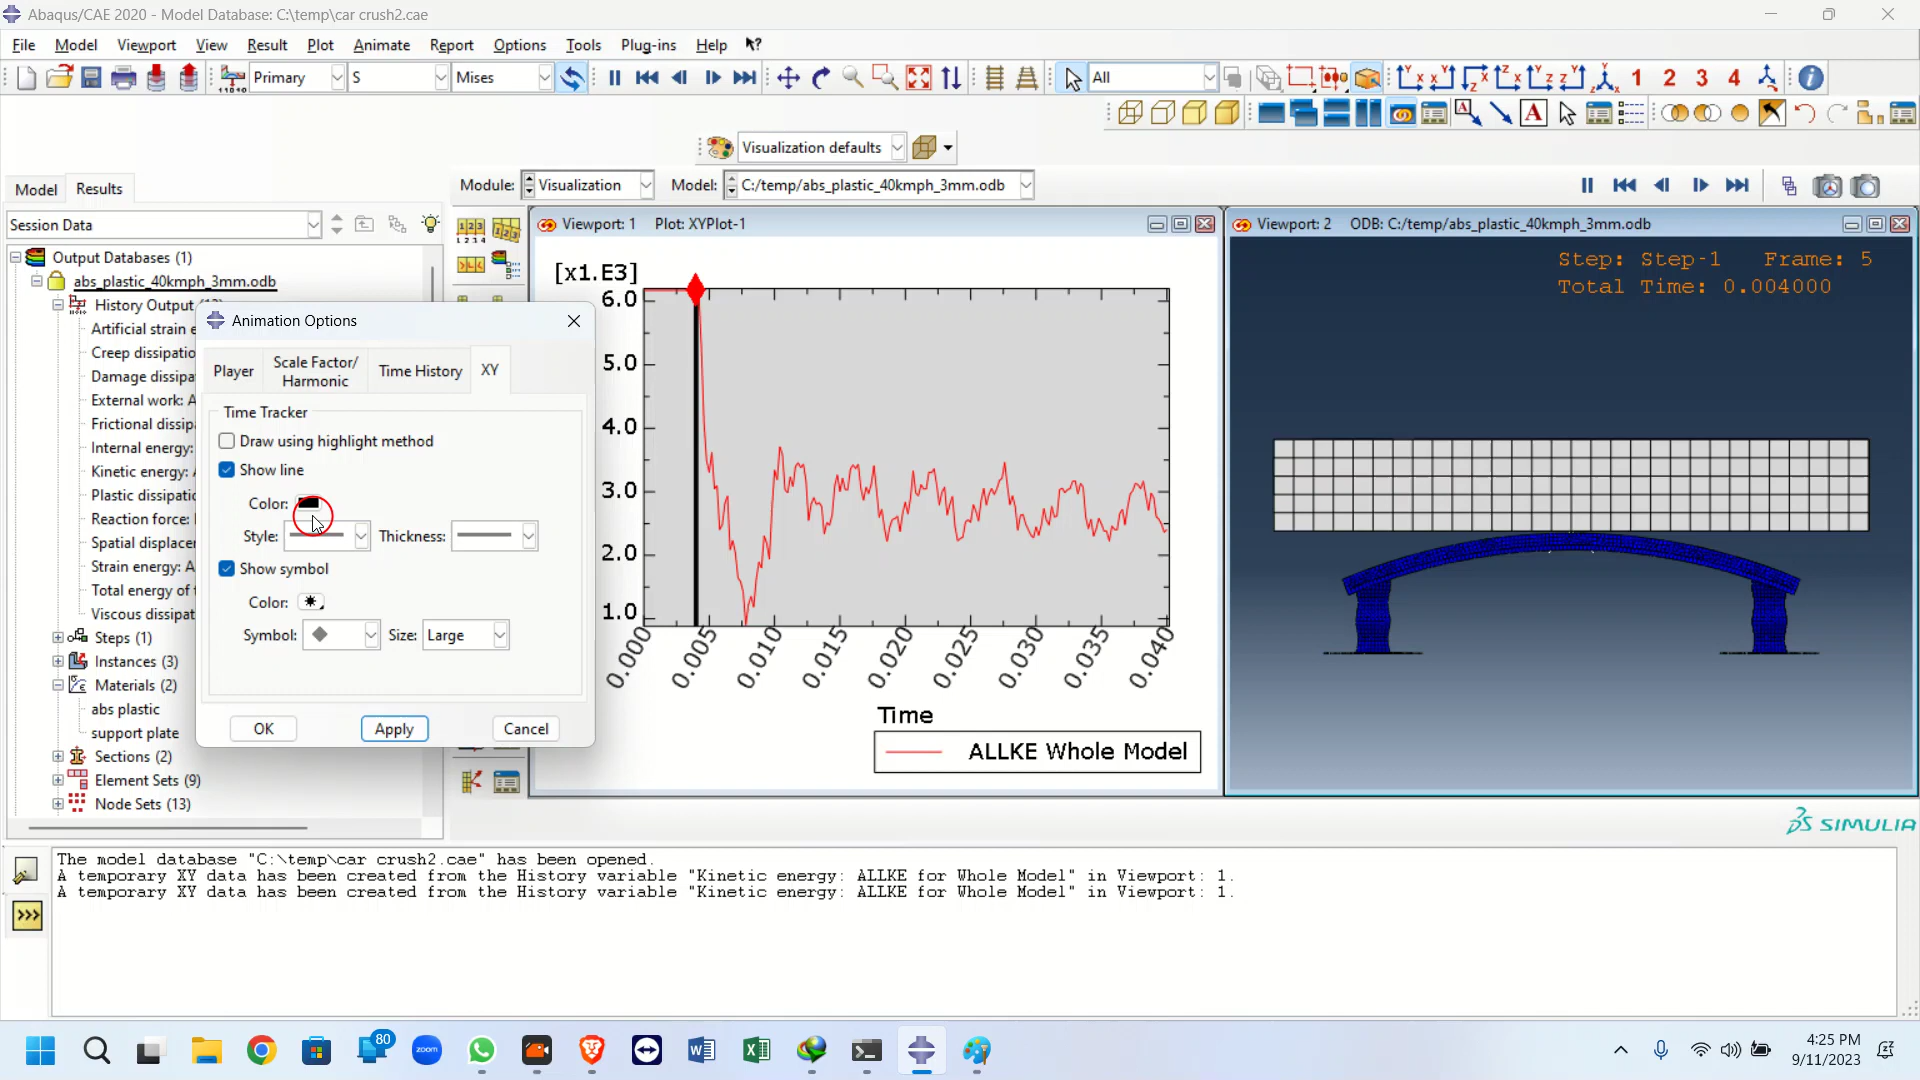 Abaqus/CAE 2020 - Model Database: C:\temp\car crush2.cae
File Model Viewport View Result Plot Animate Report Options Tools Plug-ins Help
Primary S Mises All 1 2 3 4
A
Visualization defaults
Model Results
Module: Visualization Model: C:/temp/abs_plastic_40kmph_3mm.odb
Session Data
Output Databases (1)
abs_plastic_40kmph_3mm.odb
History Output
Artificial strain e
Creep dissipatio
Damage dissipa
External work: A
Frictional dissip
Internal energy:
Kinetic energy:
Plastic dissipatio
Reaction force:
Spatial displacer
Strain energy: A
Total energy of
Viscous dissipat
Steps (1)
Instances (3)
Materials (2)
abs plastic
support plate
Sections (2)
Element Sets (9)
Node Sets (13)
Animation Options
Player
Scale Factor/
Harmonic
Time History
XY
Time Tracker
Draw using highlight method
Show line
Color:
Style: Thickness:
Show symbol
Color:
Symbol: Size: Large
OK Apply Cancel
Viewport: 1 Plot: XYPlot-1
[x1.E3]
6.0
5.0
4.0
3.0
2.0
1.0
0.000 0.005 0.010 0.015 0.020 0.025 0.030 0.035 0.040
Time
ALLKE Whole Model
Viewport: 2 ODB: C:/temp/abs_plastic_40kmph_3mm.odb
Step: Step-1 Frame: 5
Total Time: 0.004000
SIMULIA
The model database "C:\temp\car crush2.cae" has been opened.
A temporary XY data has been created from the History variable "Kinetic energy: ALLKE for Whole Model" in Viewport: 1.
A temporary XY data has been created from the History variable "Kinetic energy: ALLKE for Whole Model" in Viewport: 1.
80
zoom
4:25 PM
9/11/2023